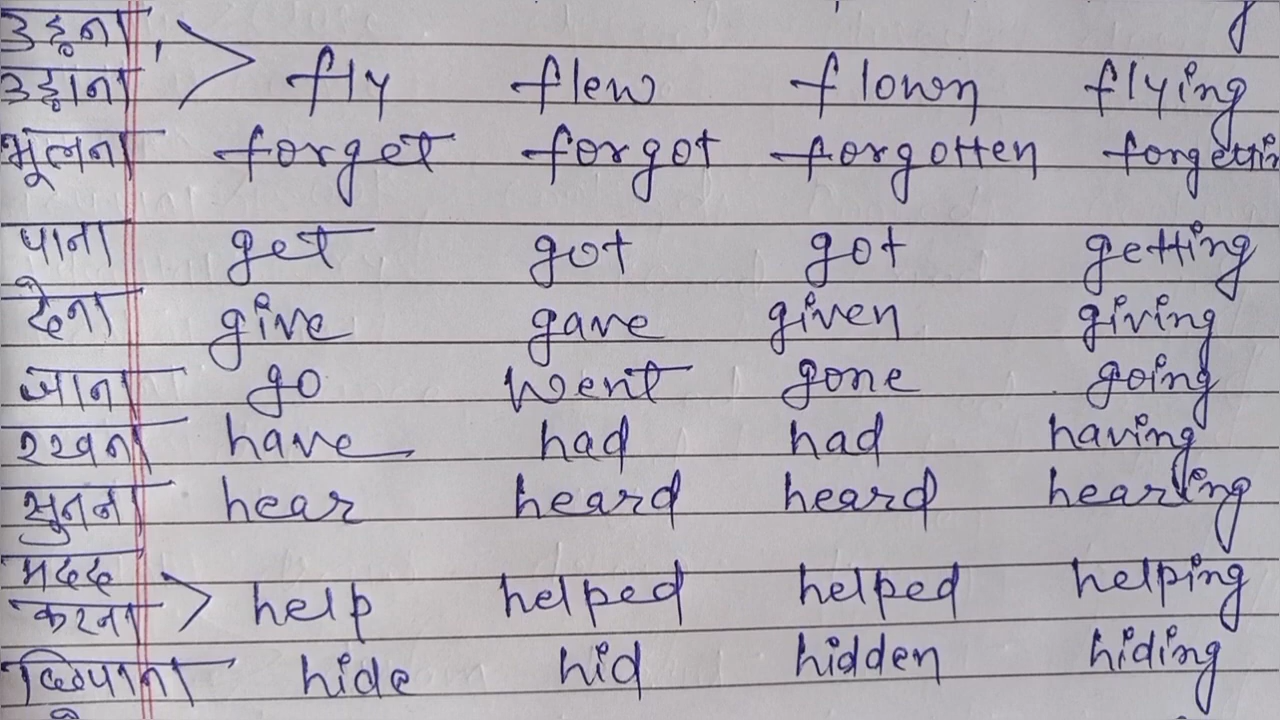 उड़ना,
उड़ाना fly flew flown flying
भूलना forget forgot forgotten forgettin
पाना get got got getting
देना give gave given giving
जाना go went gone going
रखना have had had having
सुनना hear heard heard hearing
मदद
करना help helped helped helping
छिपाना hide hid hidden hiding